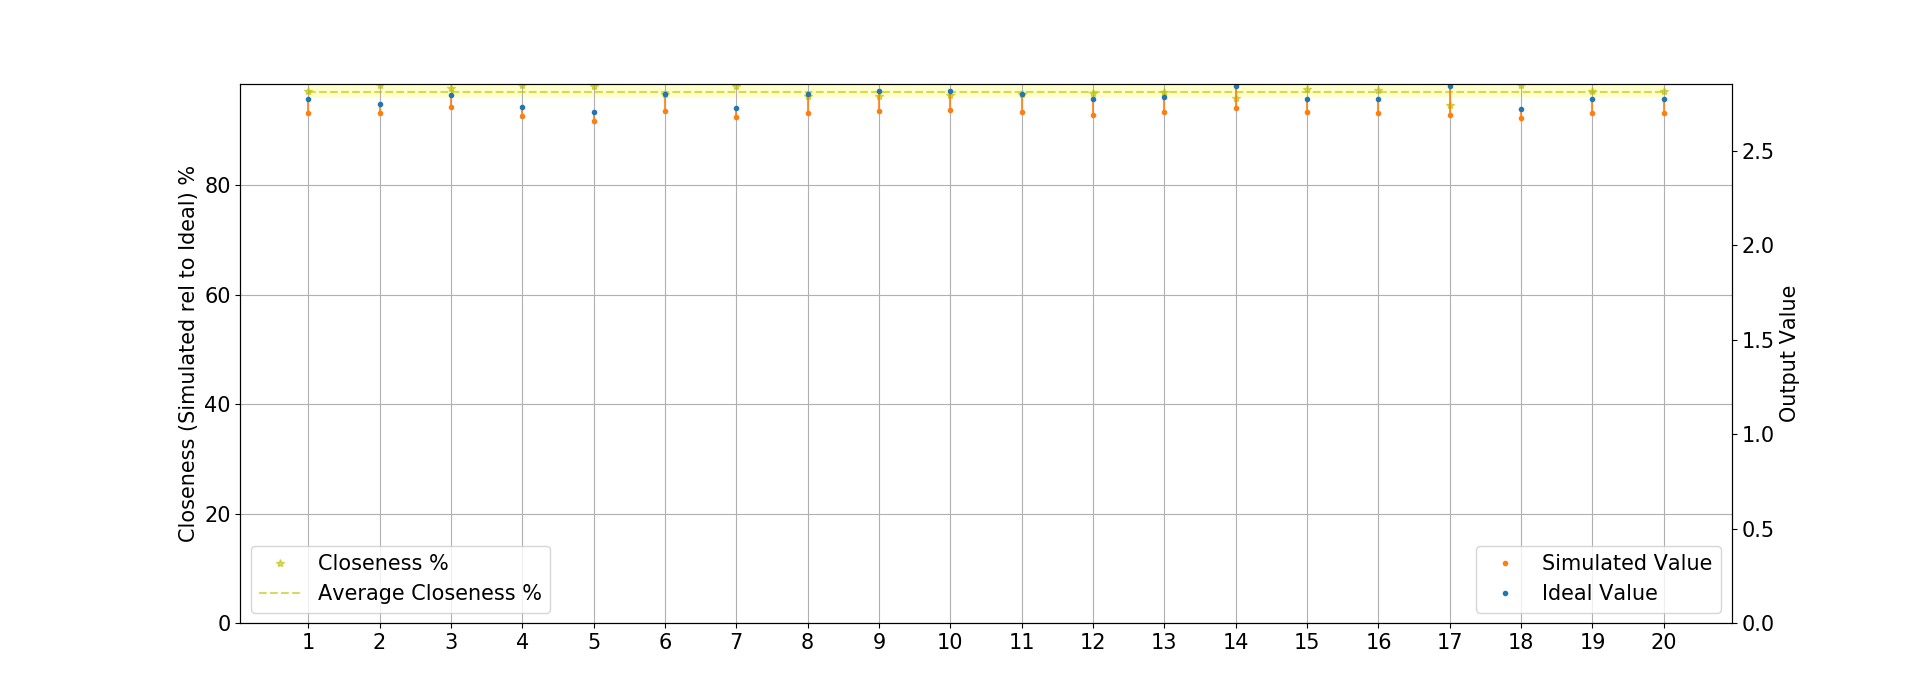 Closeness (Simulated rel to Ideal) %
80
60
40
20
0
2.5
2.0
1.5
1.0
0.5
0.0
Output Value
Closeness %
Average Closeness %
Simulated Value
Ideal Value
1 2 3 4 5 6 7 8 9 10 11 12 13 14 15 16 17 18 19 20